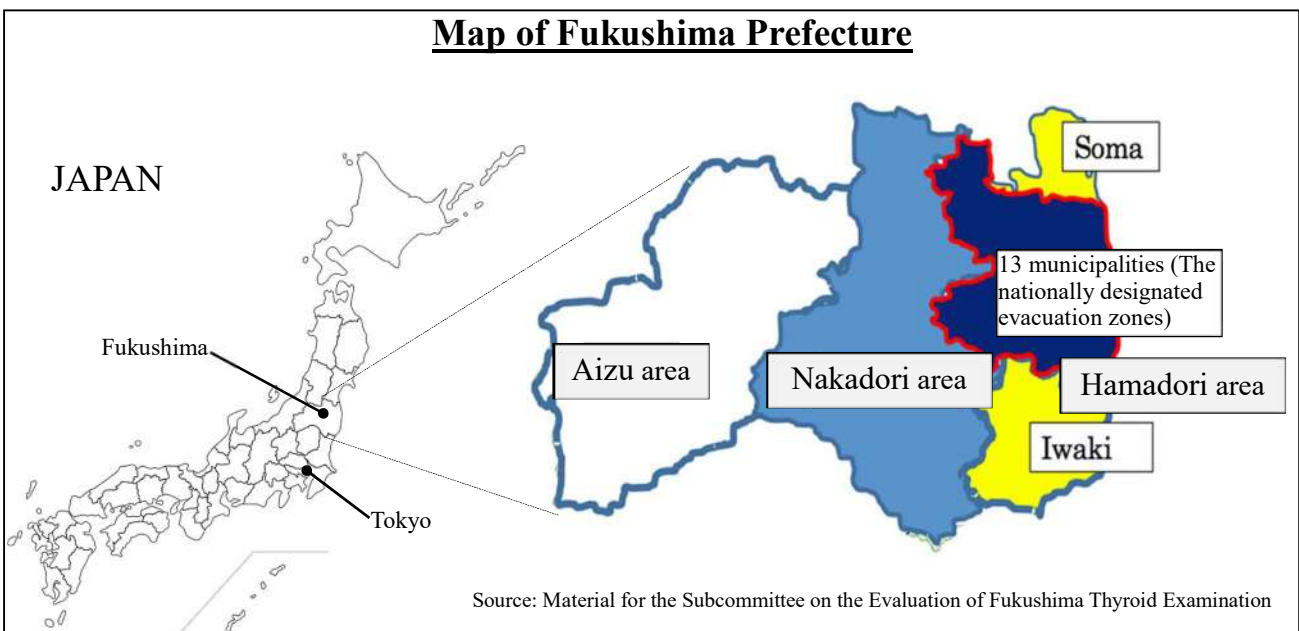 Map of Fukushima Prefecture
JAPAN
Fukushima
Tokyo
Soma
13 municipalities (The
nationally designated
evacuation zones)
Aizu area
Nakadori area
Hamadori area
Iwaki
Source: Material for the Subcommittee on the Evaluation of Fukushima Thyroid Examination